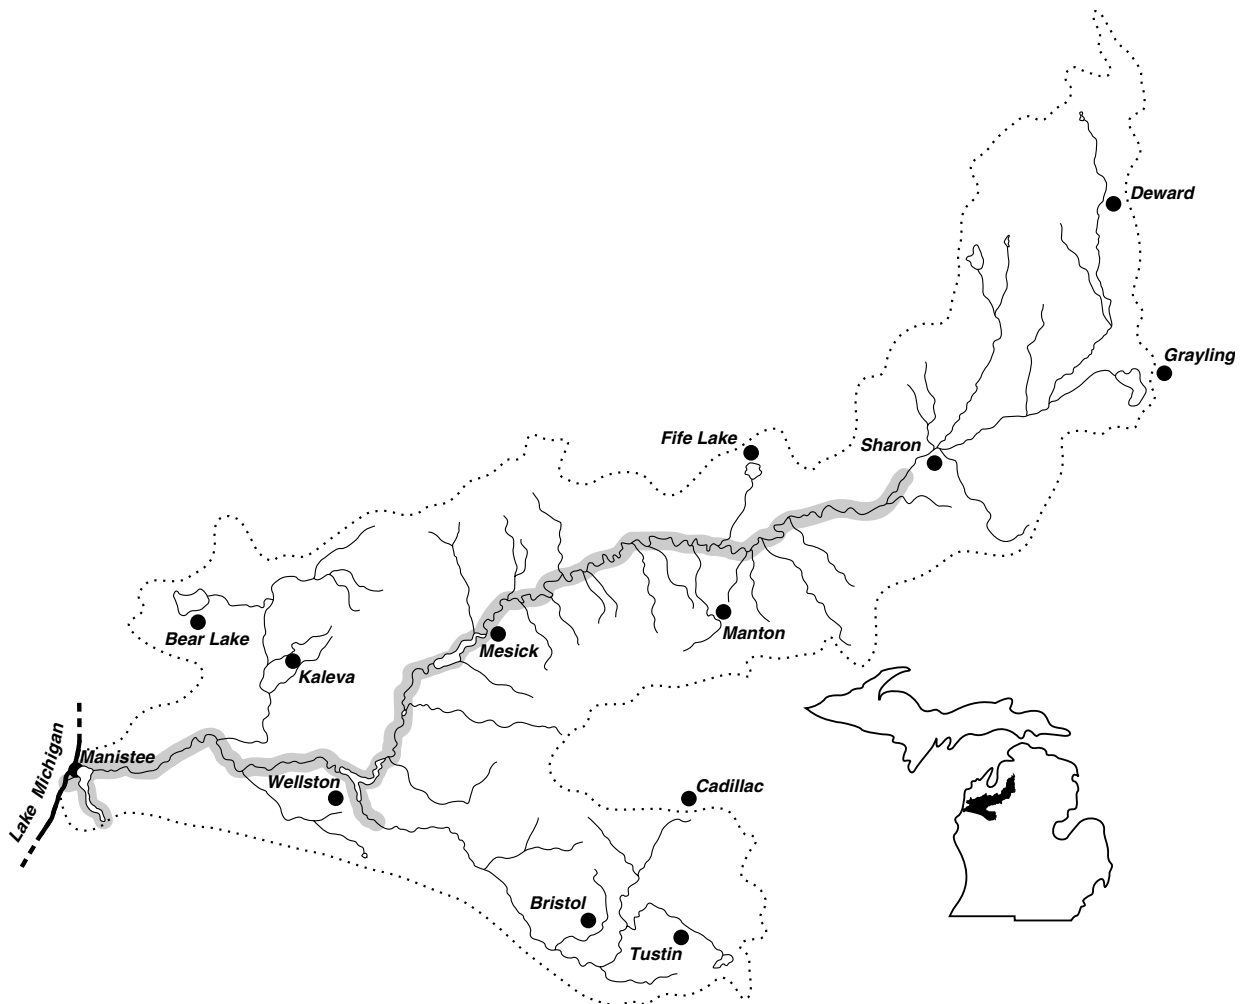 Deward
Grayling
Fife Lake
Sharon
Bear Lake
Manton
Mesick
Kaleva
Lake Michigan
Manistee
Wellston
Cadillac
Bristol
Tustin